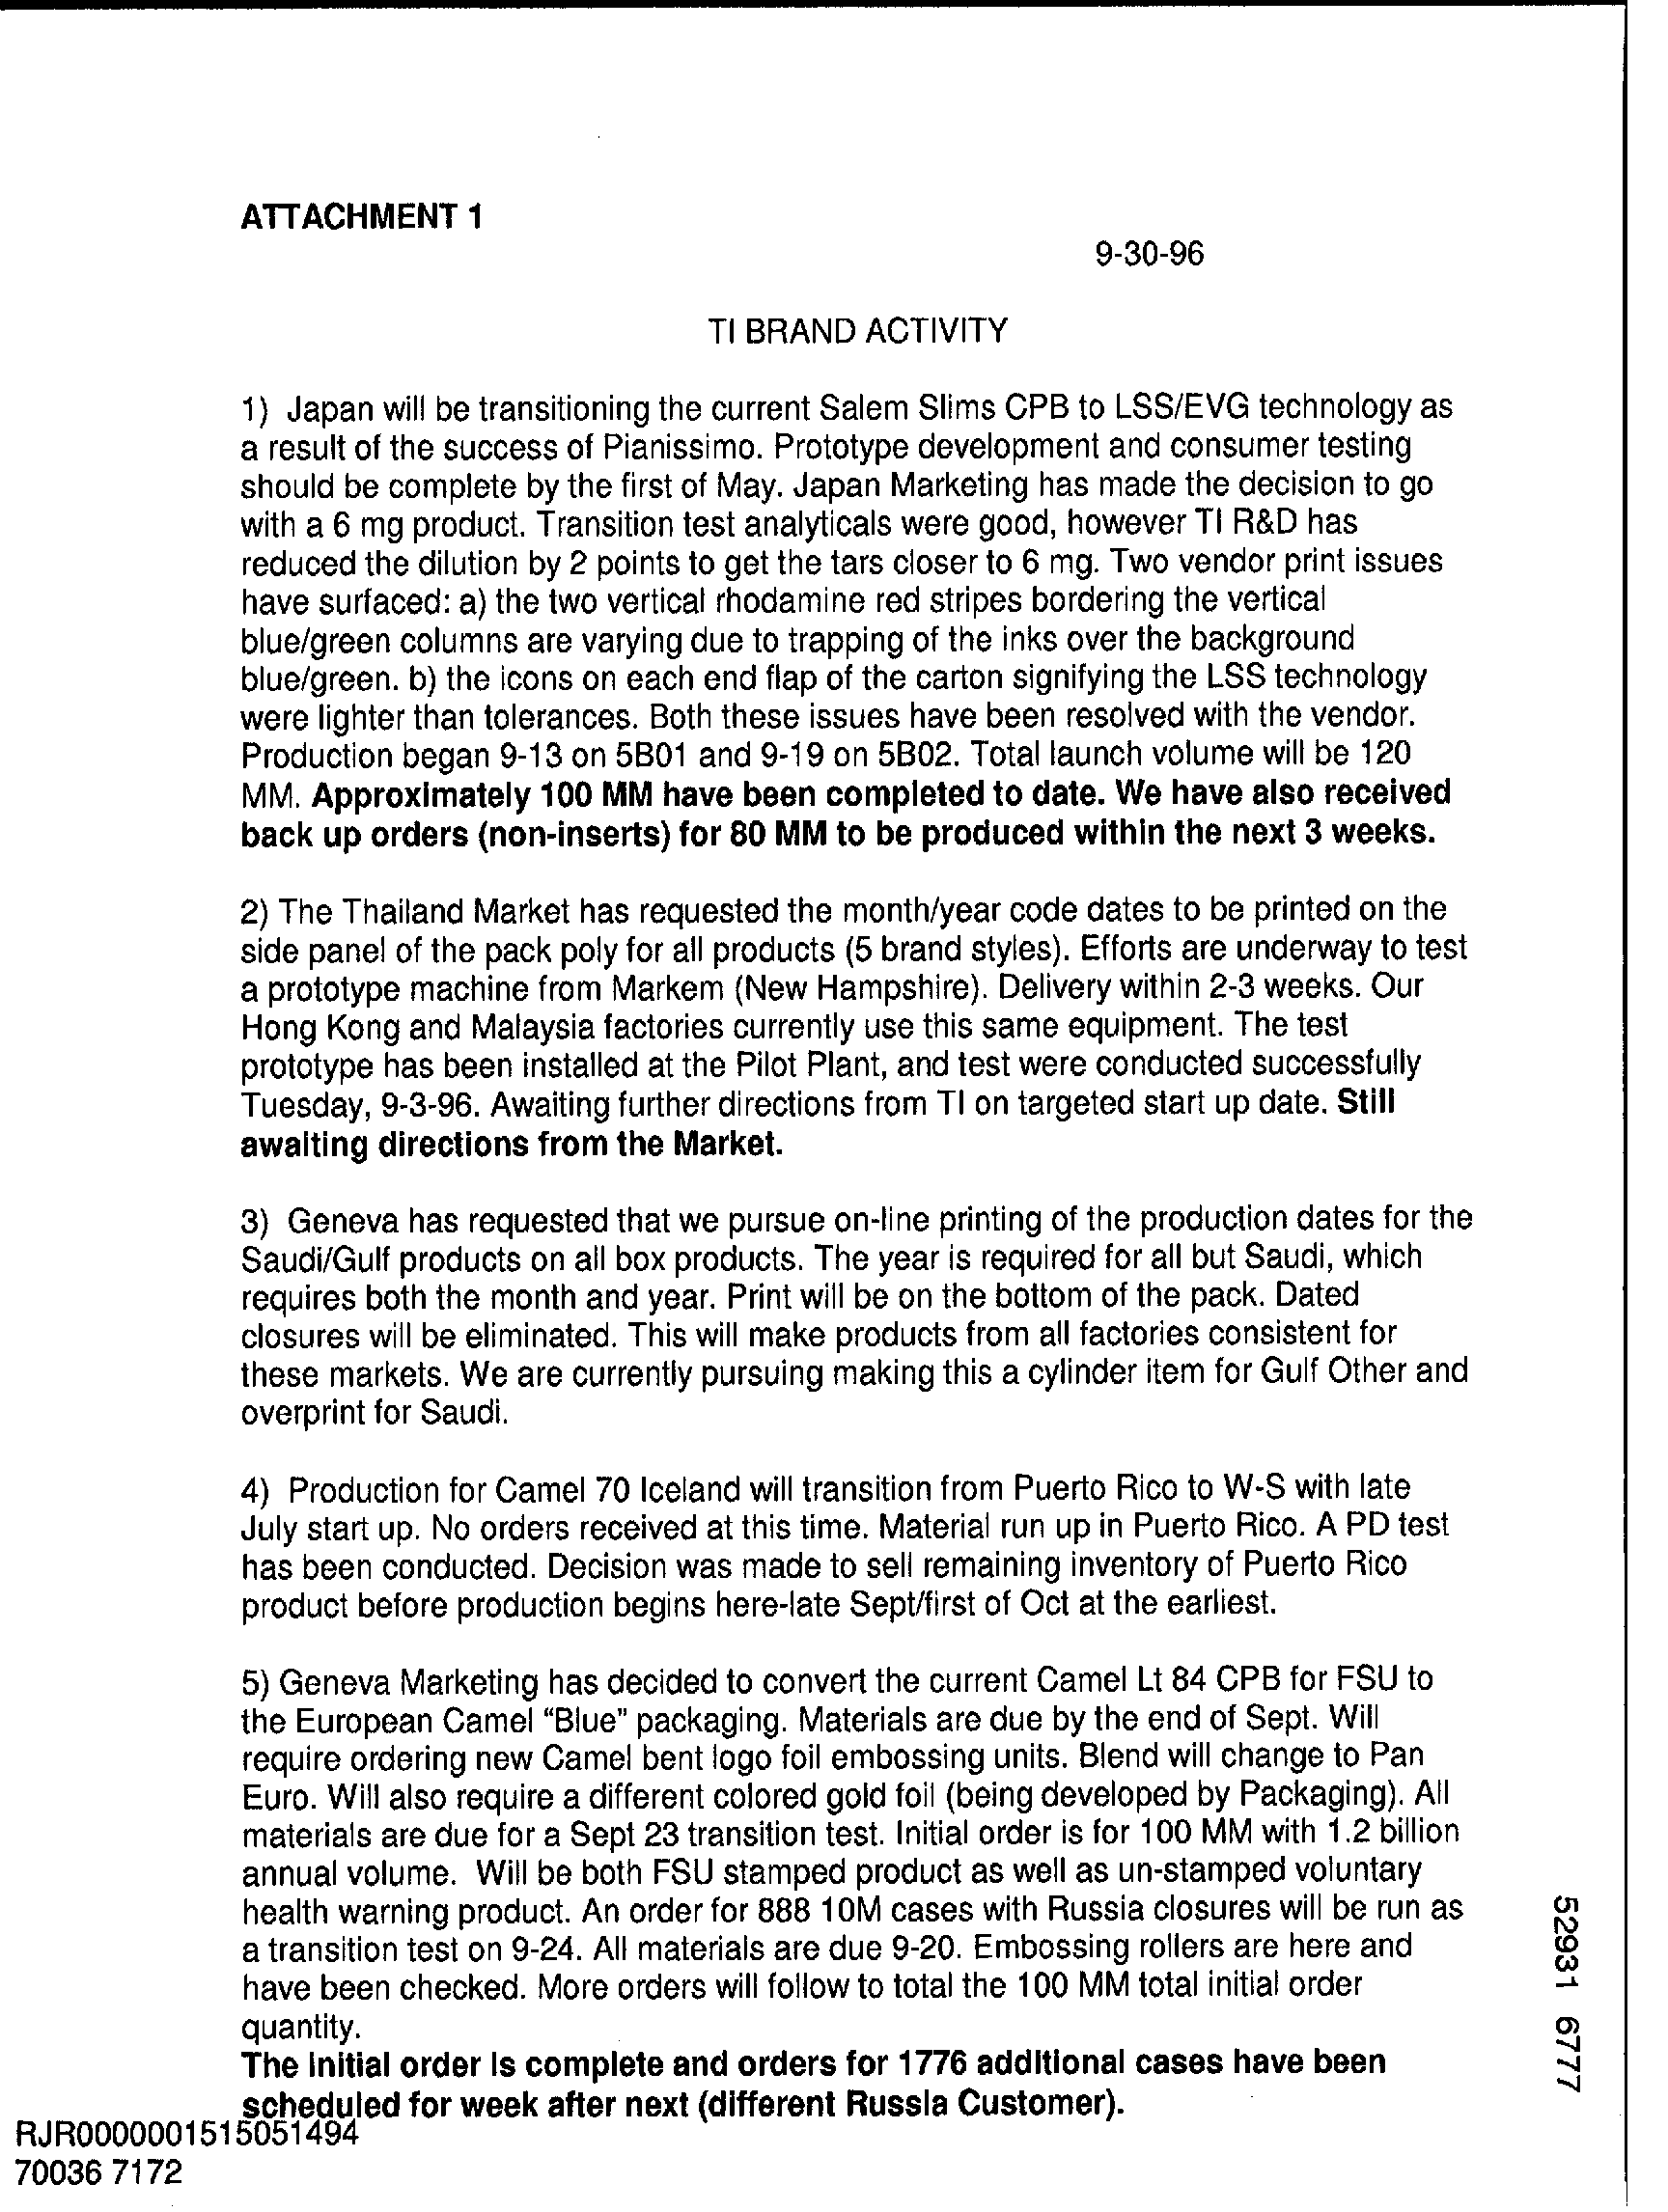 ATTACHMENT 1
9-30-96
TI BRAND ACTIVITY
1) Japan will be transitioning the current Salem Slims CPB to LSS/EVG technology as
a result of the success of Pianissimo. Prototype development and consumer testing
should be complete by the first of May. Japan Marketing has made the decision to go
with a 6 mg product. Transition test analyticals were good, however TI R&D has
reduced the dilution by 2 points to get the tars closer to 6 mg. Two vendor print issues
have surfaced: a) the two vertical rhodamine red stripes bordering the vertical
blue/green columns are varying due to trapping of the inks over the background
blue/green. b) the icons on each end flap of the carton signifying the LSS technology
were lighter than tolerances. Both these issues have been resolved with the vendor.
Production began 9-13 on 5B01 and 9-19 on 5B02. Total launch volume will be 120
MM. Approximately 100 MM have been completed to date. We have also received
back up orders (non-inserts) for 80 MM to be produced within the next 3 weeks.
2) The Thailand Market has requested the month/year code dates to be printed on the
side panel of the pack poly for all products (5 brand styles). Efforts are underway to test
a prototype machine from Markem (New Hampshire). Delivery within 2-3 weeks. Our
Hong Kong and Malaysia factories currently use this same equipment. The test
prototype has been installed at the Pilot Plant, and test were conducted successfully
Tuesday, 9-3-96. Awaiting further directions from TI on targeted start up date. Still
awaiting directions from the Market.
3) Geneva has requested that we pursue on-line printing of the production dates for the
Saudi/Gulf products on all box products. The year is required for all but Saudi, which
requires both the month and year. Print will be on the bottom of the pack. Dated
closures will be eliminated. This will make products from all factories consistent for
these markets. We are currently pursuing making this a cylinder item for Gulf Other and
overprint for Saudi.
4) Production for Camel 70 Iceland will transition from Puerto Rico to W-S with late
July start up. No orders received at this time. Material run up in Puerto Rico. A PD test
has been conducted. Decision was made to sell remaining inventory of Puerto Rico
product before production begins here-late Sept/first of Oct at the earliest.
5) Geneva Marketing has decided to convert the current Camel Lt 84 CPB for FSU to
the European Camel "Blue" packaging. Materials are due by the end of Sept. Will
require ordering new Camel bent logo foil embossing units. Blend will change to Pan
Euro. Will also require a different colored gold foil (being developed by Packaging). All
materials are due for a Sept 23 transition test. Initial order is for 100 MM with 1.2 billion
annual volume. Will be both FSU stamped product as well as un-stamped voluntary
health warning product. An order for 888 10M cases with Russia closures will be run as
a transition test on 9-24. All materials are due 9-20. Embossing rollers are here and
have been checked. More orders will follow to total the 100 MM total initial order
quantity.
The initial order is complete and orders for 1776 additional cases have been
scheduled for week after next (different Russia Customer).
52931 6777
RJR0000001515051494
70036 7172